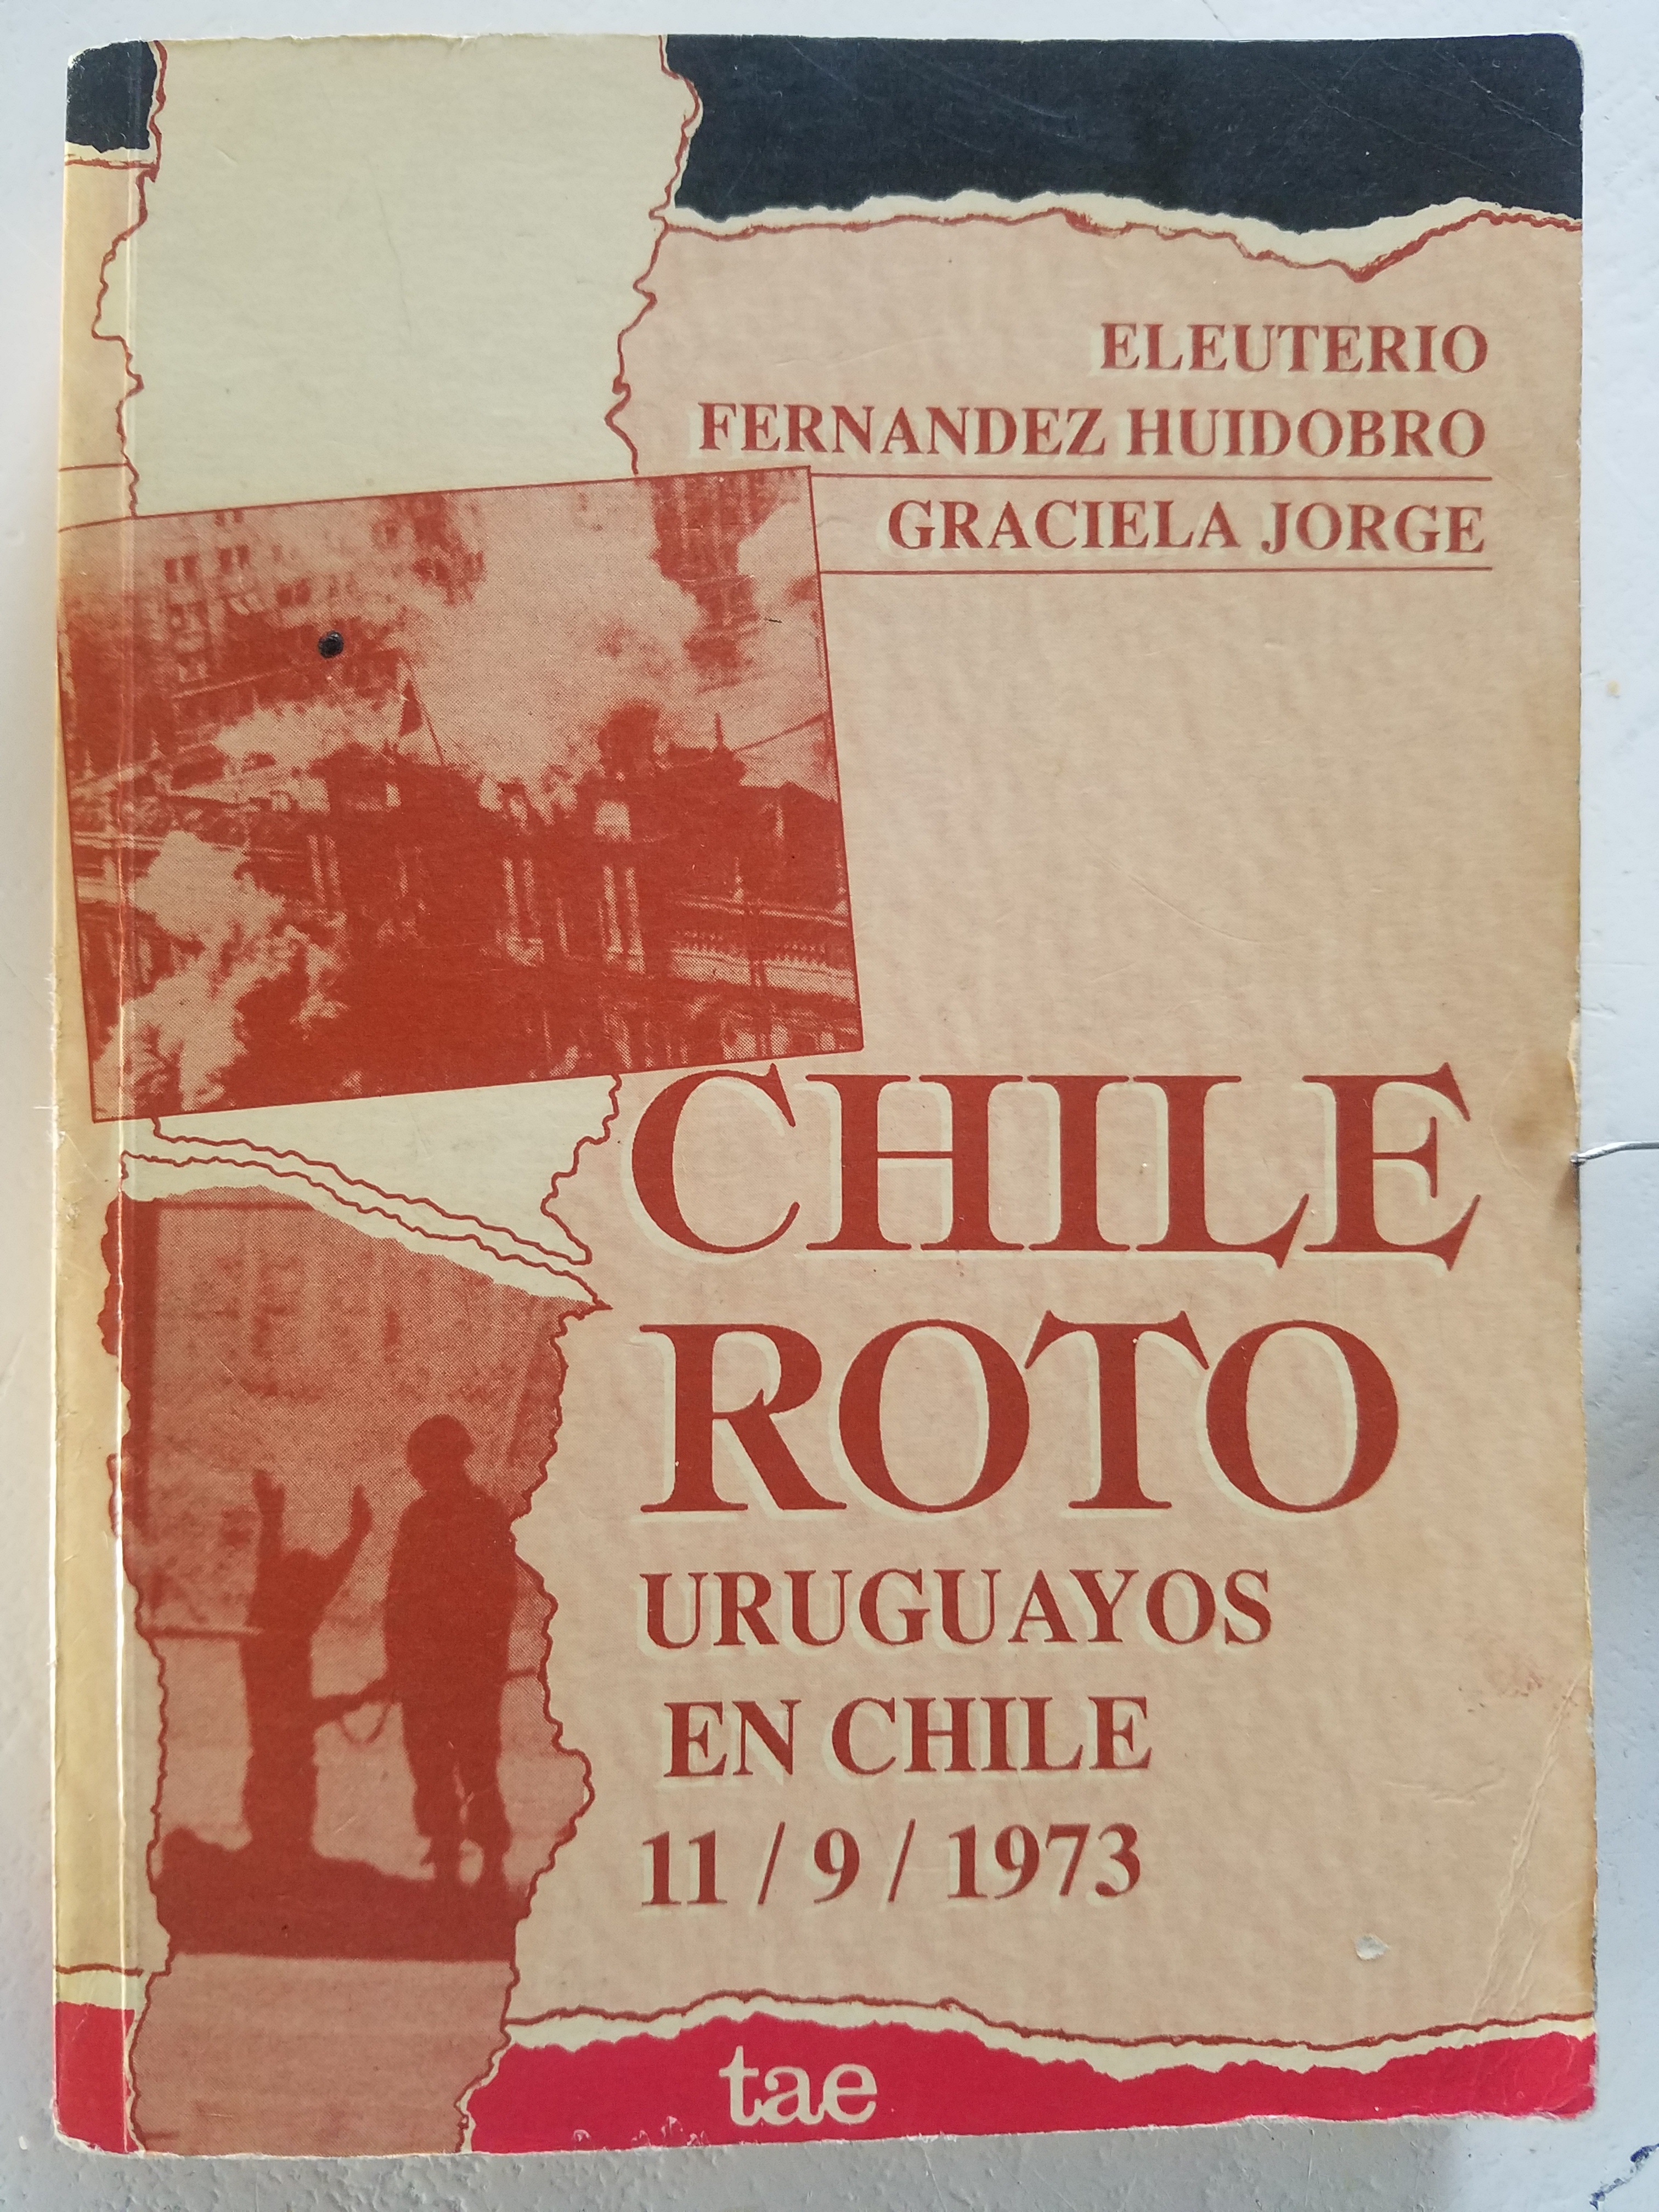 ELEUTERIO
FERNANDEZ HUIDOBRO
GRACIELA JORGE
CHILE
ROTO
URUGUAYOS
EN CHILE
11 / 9 / 1973
tae